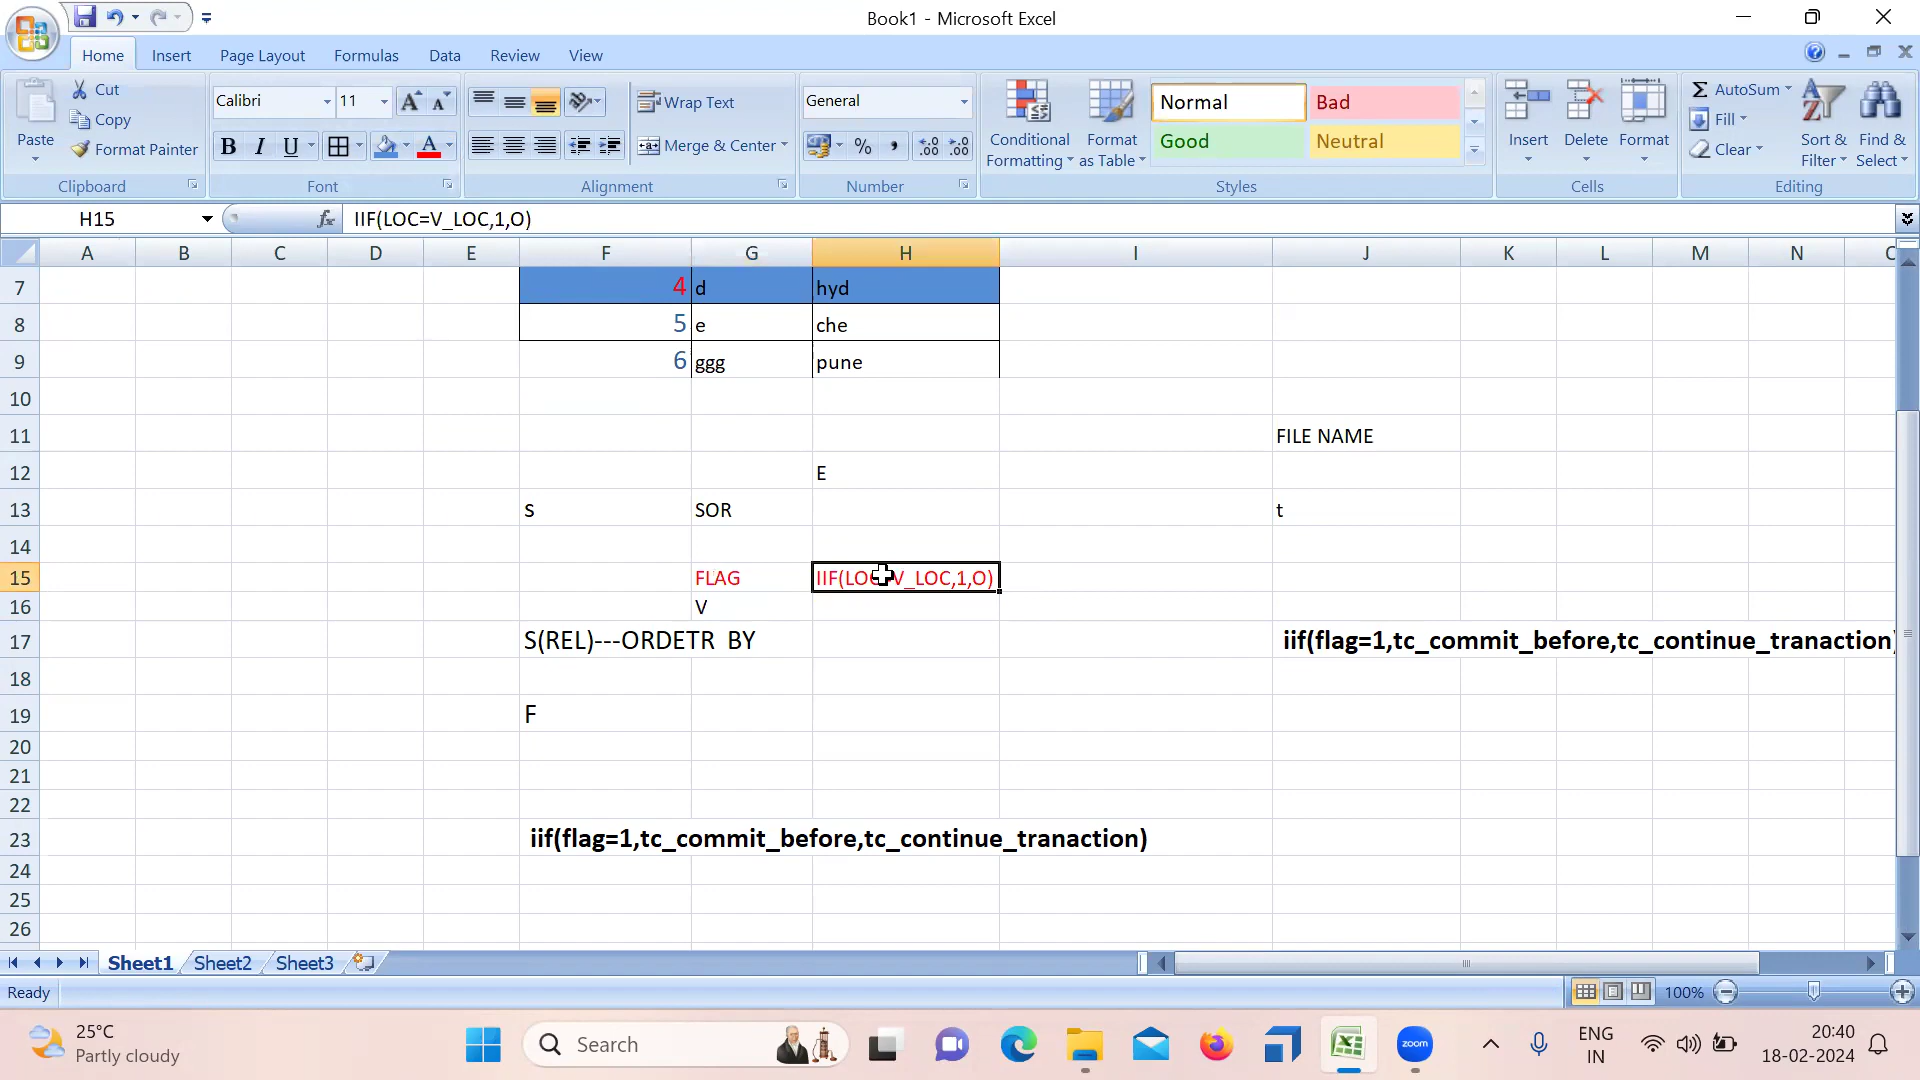 Book1 - Microsoft Excel
Home Insert Page Layout Formulas Data Review View
Paste
Cut
Copy
Format Painter
Clipboard
Calibri 11
B I U
Font
Wrap Text
Merge & Center
Alignment
General
Number
Conditional Formatting
Format as Table
Normal Bad
Good Neutral
Styles
Insert Delete Format
Cells
AutoSum
Fill
Clear
Sort & Filter
Find & Select
Editing
H15 fx IIF(LOC=V_LOC,1,O)
A B C D E F G H I J K L M N
7 4 d hyd
8 5 e che
9 6 ggg pune
10
11 FILE NAME
12 E
13 s SOR t
14
15 FLAG IIF(LOC=V_LOC,1,O)
16 V
17 S(REL)---ORDETR BY iif(flag=1,tc_commit_before,tc_continue_tranaction)
18
19 F
20
21
22
23 iif(flag=1,tc_commit_before,tc_continue_tranaction)
24
25
26
Sheet1 Sheet2 Sheet3
Ready 100%
25°C
Partly cloudy
Search
zoom
ENG
IN
20:40
18-02-2024